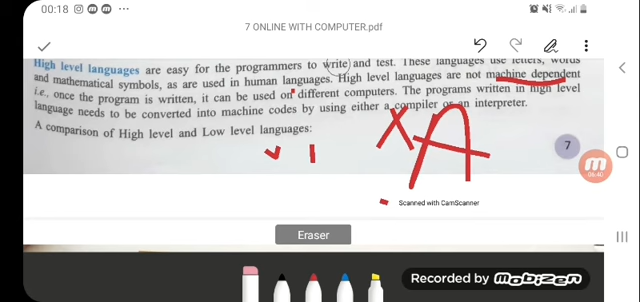 00:18
7 ONLINE WITH COMPUTER.pdf
High level languages are easy for the programmers to write and test. These languages use letters, words
and mathematical symbols, as are used in human languages. High level languages are not machine dependent
i.e., once the program is written, it can be used on different computers. The programs written in high level
language needs to be converted into machine codes by using either a compiler or an interpreter.
A comparison of High level and Low level languages:
XA
7
06:40
Scanned with CamScanner
Eraser
Recorded by mobizen